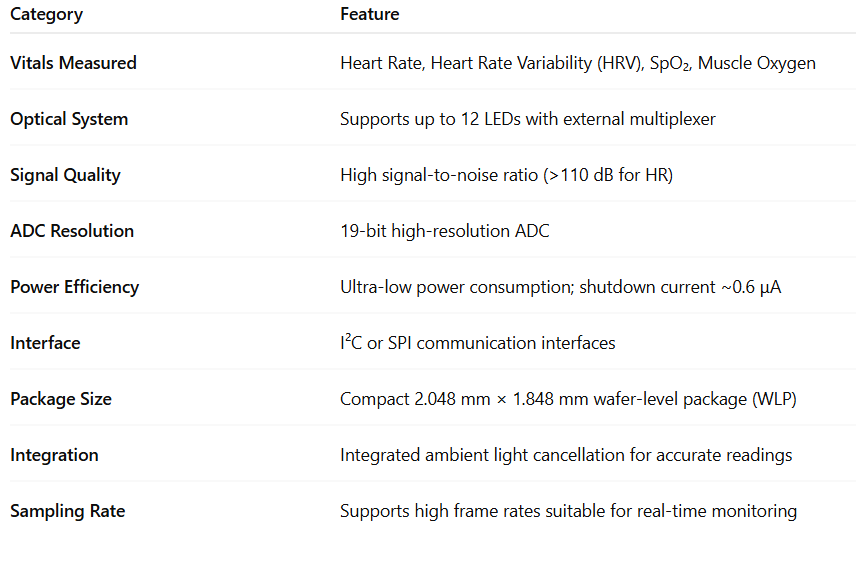 Category Feature
Vitals Measured Heart Rate, Heart Rate Variability (HRV), SpO₂, Muscle Oxygen
Optical System Supports up to 12 LEDs with external multiplexer
Signal Quality High signal-to-noise ratio (>110 dB for HR)
ADC Resolution 19-bit high-resolution ADC
Power Efficiency Ultra-low power consumption; shutdown current ~0.6 µA
Interface I²C or SPI communication interfaces
Package Size Compact 2.048 mm × 1.848 mm wafer-level package (WLP)
Integration Integrated ambient light cancellation for accurate readings
Sampling Rate Supports high frame rates suitable for real-time monitoring